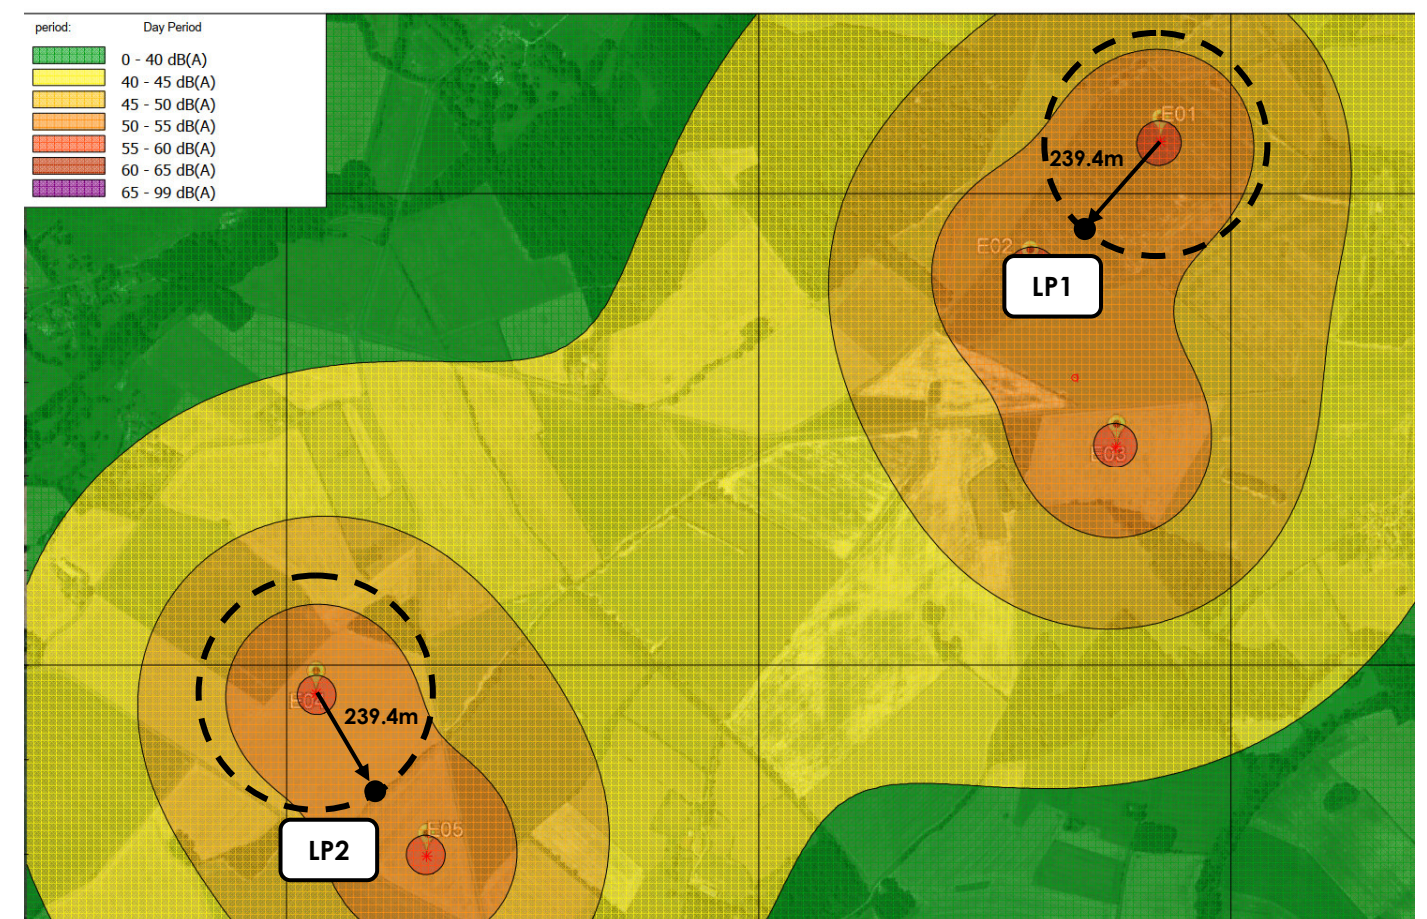 period: Day Period
0 - 40 dB(A)
40 - 45 dB(A)
45 - 50 dB(A)
50 - 55 dB(A)
55 - 60 dB(A)
60 - 65 dB(A)
65 - 99 dB(A)
E01
239.4m
E02
LP1
E03
E04
239.4m
E05
LP2